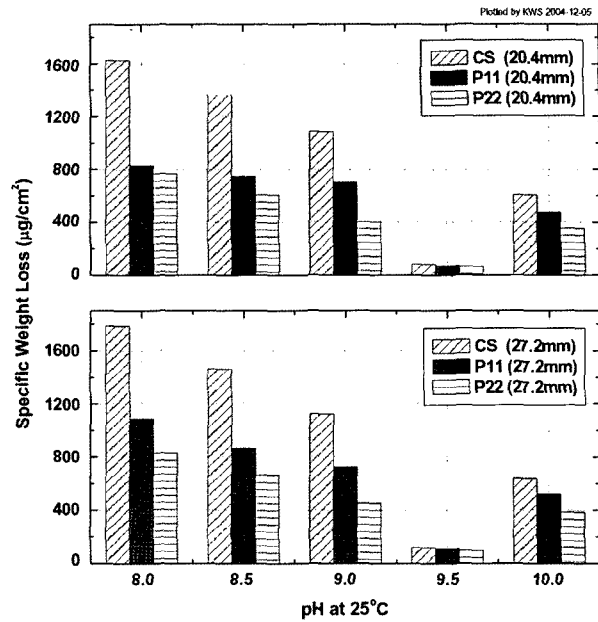 Plotted by KWS 2004-12-05
1600
1200
800
400
0
CS (20.4mm)
P11 (20.4mm)
P22 (20.4mm)
Specific Weight Loss (µg/cm²)
1600
1200
800
400
0
CS (27.2mm)
P11 (27.2mm)
P22 (27.2mm)
8.0 8.5 9.0 9.5 10.0
pH at 25°C